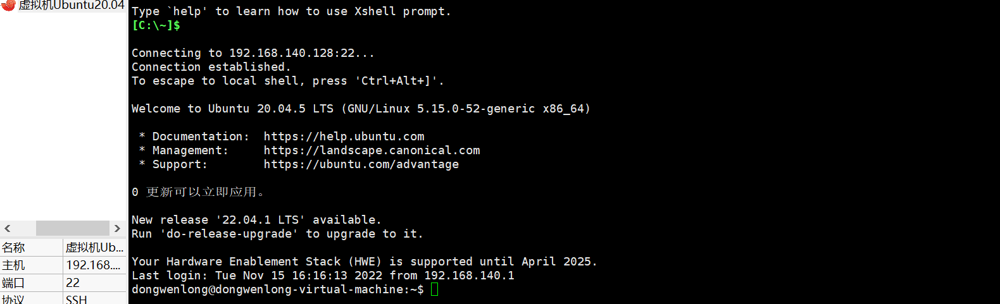 虚拟机Ubuntu20.04
Type `help' to learn how to use Xshell prompt.
[C:\~]$
Connecting to 192.168.140.128:22...
Connection established.
To escape to local shell, press 'Ctrl+Alt+]'.
Welcome to Ubuntu 20.04.5 LTS (GNU/Linux 5.15.0-52-generic x86_64)
* Documentation:  https://help.ubuntu.com
* Management:     https://landscape.canonical.com
* Support:        https://ubuntu.com/advantage
0 更新可以立即应用。
New release '22.04.1 LTS' available.
Run 'do-release-upgrade' to upgrade to it.
Your Hardware Enablement Stack (HWE) is supported until April 2025.
Last login: Tue Nov 15 16:16:13 2022 from 192.168.140.1
dongwenlong@dongwenlong-virtual-machine:~$
名称 虚拟机Ub...
主机 192.168....
端口 22
协议 SSH